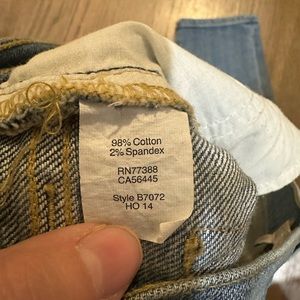 98% Cotton
2% Spandex
RN77388
CA56445
Style B7072
HO 14